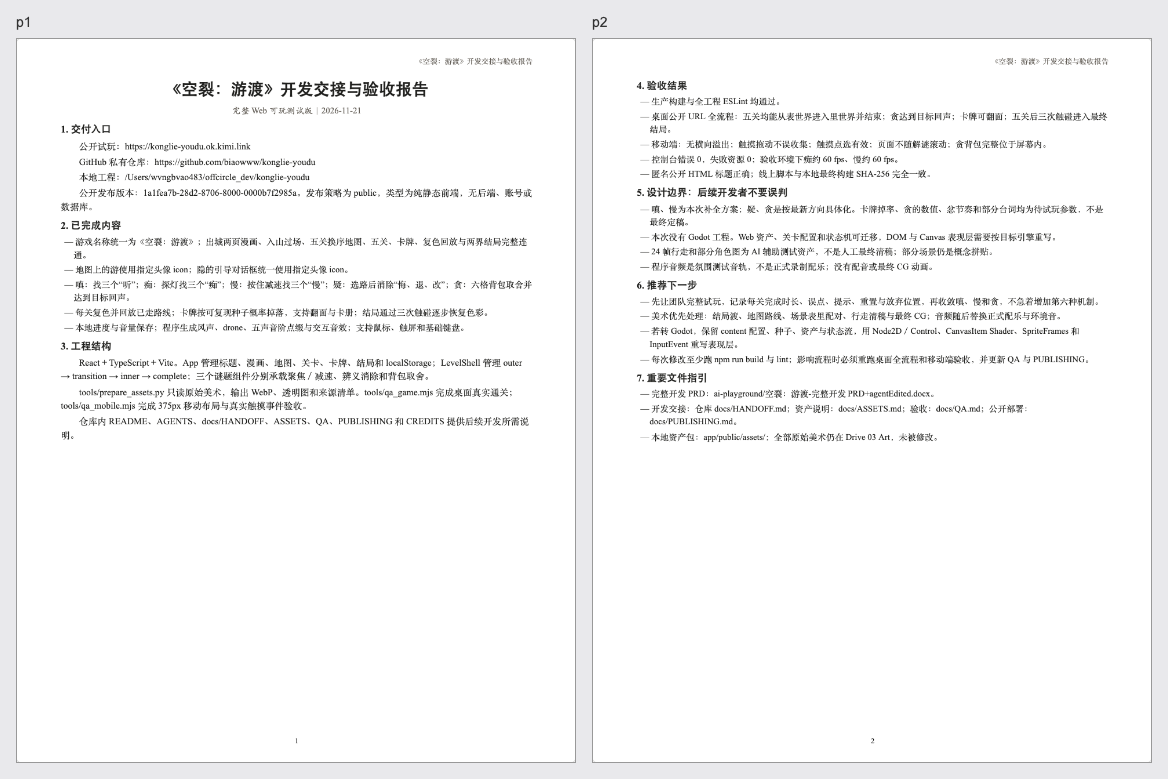 p1
《空裂：游渡》开发交接与验收报告
《空裂：游渡》开发交接与验收报告
完整 Web 可玩测试版 | 2026-11-21
1. 交付入口
公开试玩：https://konglie-youdu.ok.kimi.link
GitHub 私有仓库：https://github.com/biaowww/konglie-youdu
本地工程：/Users/wvngbvao483/offcircle_dev/konglie-youdu
公开发布版本：1a1fea7b-28d2-8706-8000-0000b7f2985a。发布策略为 public，类型为纯静态前端，无后端、账号或
数据库。
2. 已完成内容
— 游戏名称统一为《空裂：游渡》；出城两页漫画、入山过场、五关换序地图、五关、卡牌、复色回放与两界结局完整连
通。
— 地图上的游使用指定头像 icon；隐的引导对话框统一使用指定头像 icon。
— 嗔：找三个“听”；痴：探灯找三个“痴”；慢：按住减速找三个“慢”；疑：选路后消除“悔、退、改”；贪：六格背包取舍并
达到目标回声。
— 每关复色并回放已走路线；卡牌按可复现种子概率掉落，支持翻面与卡册；结局通过三次触碰逐步恢复色彩。
— 本地进度与音量保存；程序生成风声、drone、五声音阶点缀与交互音效；支持鼠标、触屏和基础键盘。
3. 工程结构
React + TypeScript + Vite。App 管理标题、漫画、地图、关卡、卡牌、结局和 localStorage；LevelShell 管理 outer
→ transition → inner → complete；三个谜题组件分别承载聚焦 / 减速、辨义消除和背包取舍。
tools/prepare_assets.py 只读原始美术，输出 WebP、透明图和来源清单。tools/qa_game.mjs 完成桌面真实通关；
tools/qa_mobile.mjs 完成 375px 移动布局与真实触摸事件验收。
仓库内 README、AGENTS、docs/HANDOFF、ASSETS、QA、PUBLISHING 和 CREDITS 提供后续开发所需说
明。
1
p2
《空裂：游渡》开发交接与验收报告
4. 验收结果
— 生产构建与全工程 ESLint 均通过。
— 桌面公开 URL 全流程：五关均能从表世界进入里世界并结束；贪达到目标回声；卡牌可翻面；五关后三次触碰进入最终
结局。
— 移动端：无横向溢出；触摸拖动不误收集；触摸点选有效；页面不随解谜滚动；贪背包完整位于屏幕内。
— 控制台错误 0，失败资源 0；验收环境下痴约 60 fps、慢约 60 fps。
— 匿名公开 HTML 标题正确；线上脚本与本地最终构建 SHA-256 完全一致。
5. 设计边界：后续开发者不要误判
— 嗔、慢为本次补全方案；疑、贪是按最新方向具体化。卡牌掉率、贪的数值、岔节奏和部分台词均为待试玩参数，不是
最终定稿。
— 本次没有 Godot 工程。Web 资产、关卡配置和状态机可迁移，DOM 与 Canvas 表现层需要按目标引擎重写。
— 24 帧行走和部分角色图为 AI 辅助测试资产，不是人工最终清稿；部分场景仍是概念拼贴。
— 程序音频是氛围测试音轨，不是正式录制配乐；没有配音或最终 CG 动画。
6. 推荐下一步
— 先让团队完整试玩，记录每关完成时长、误点、提示、重置与放弃位置，再收敛嗔、慢和贪，不急着增加第六种机制。
— 美术优先处理：结局渡、地图路线、场景表里配对、行走清稿与最终 CG；音频随后替换正式配乐与环境音。
— 若转 Godot，保留 content 配置、种子、资产与状态流，用 Node2D / Control、CanvasItem Shader、SpriteFrames 和
InputEvent 重写表现层。
— 每次修改至少跑 npm run build 与 lint；影响流程时必须重跑桌面全流程和移动端验收，并更新 QA 与 PUBLISHING。
7. 重要文件指引
— 完整开发 PRD：ai-playground/空裂：游渡-完整开发 PRD+agentEdited.docx。
— 开发交接：仓库 docs/HANDOFF.md；资产说明：docs/ASSETS.md；验收：docs/QA.md；公开部署：
docs/PUBLISHING.md。
— 本地资产包：app/public/assets/；全部原始美术仍在 Drive 03 Art，未被修改。
2